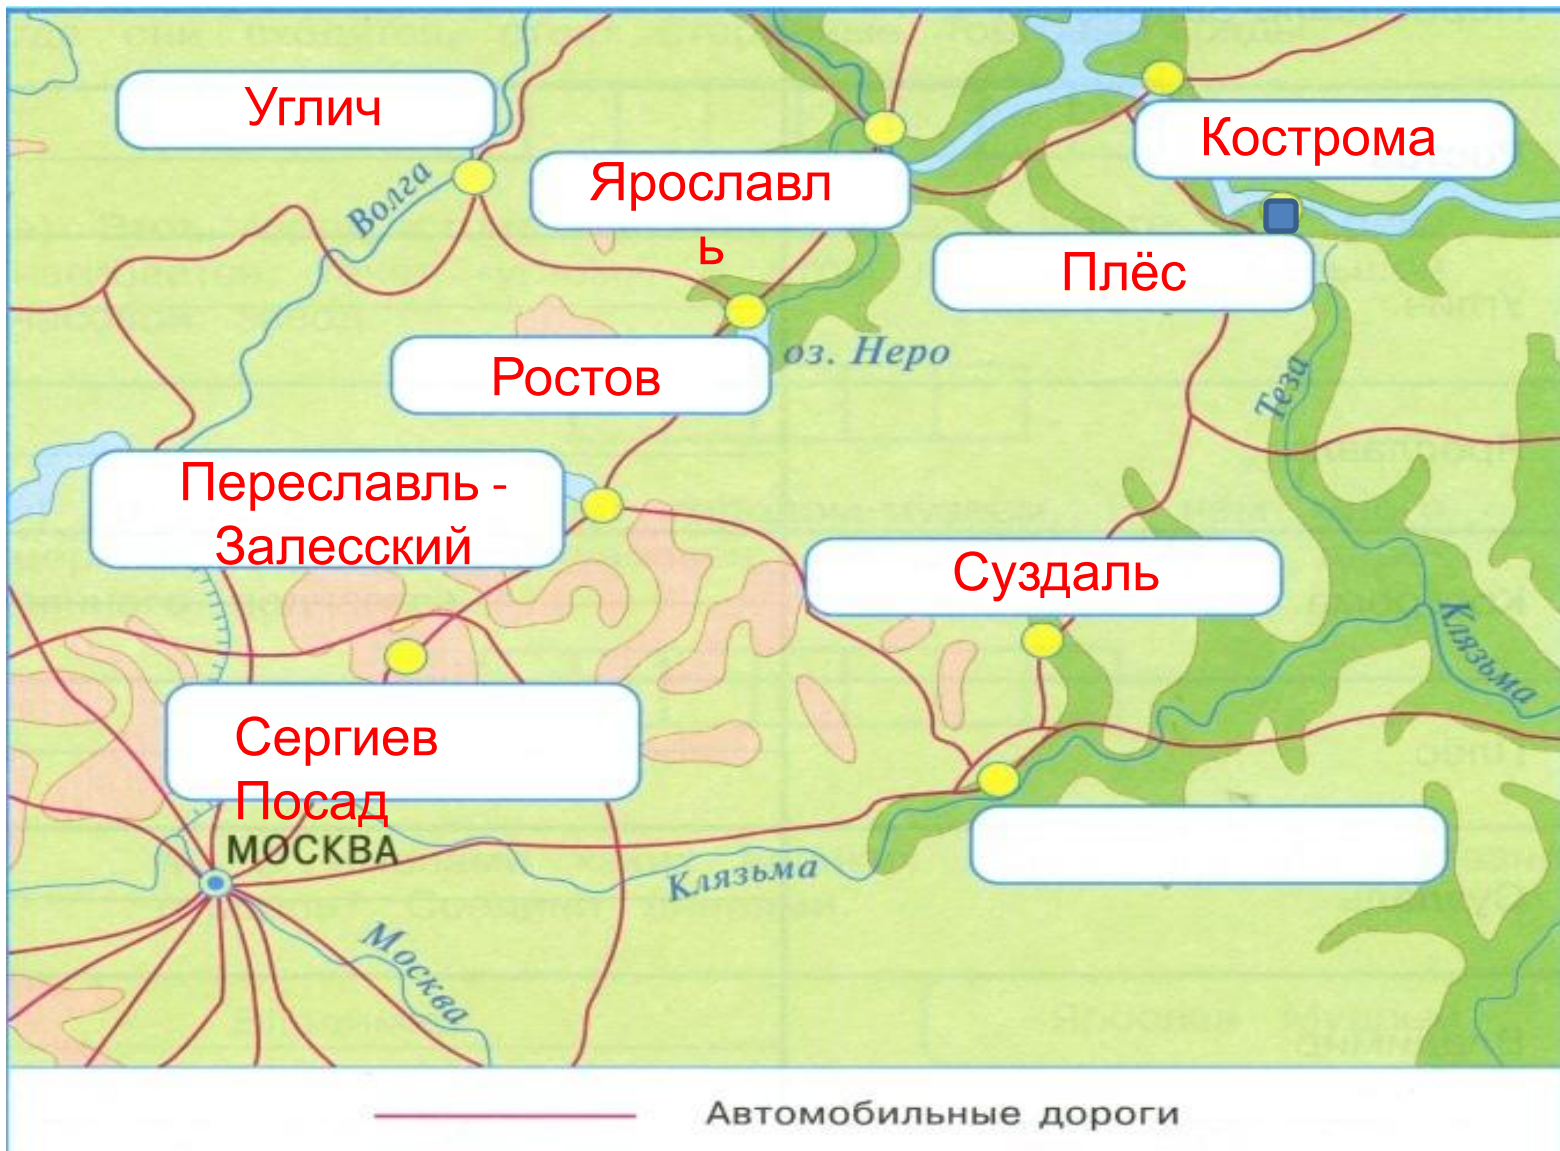 Углич
Кострома
Ярославл
ь
Волга
Плёс
Ростов
оз. Неро
Теза
Переславль -
Залесский
Суздаль
Клязьма
Сергиев
Посад
МОСКВА
Клязьма
Москва
Автомобильные дороги